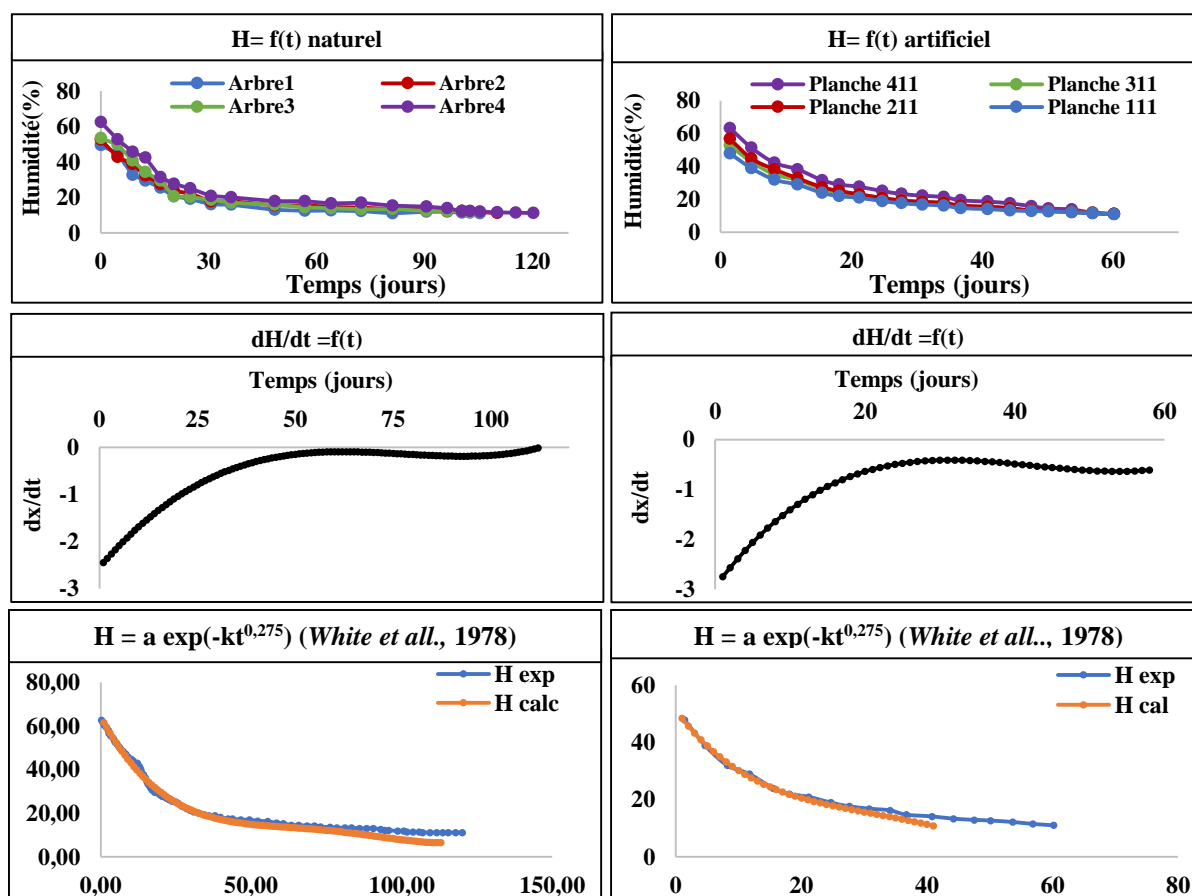 H= f(t) naturel
Arbre1 Arbre2
Arbre3 Arbre4
Humidité(%)
80
60
40
20
0
0 30 60 90 120
Temps (jours)
H= f(t) artificiel
Planche 411 Planche 311
Planche 211 Planche 111
Humidité(%)
80
60
40
20
0
0 20 40 60
Temps (jours)
dH/dt =f(t)
Temps (jours)
0 25 50 75 100
dx/dt
0
-1
-2
-3
dH/dt =f(t)
Temps (jours)
0 20 40 60
dx/dt
0
-1
-2
-3
H = a exp(-kt^0,275) (White et all., 1978)
H exp
H calc
80,00
60,00
40,00
20,00
0,00
0,00 50,00 100,00 150,00
H = a exp(-kt^0,275) (White et all.., 1978)
H exp
H cal
60
40
20
0
0 20 40 60 80